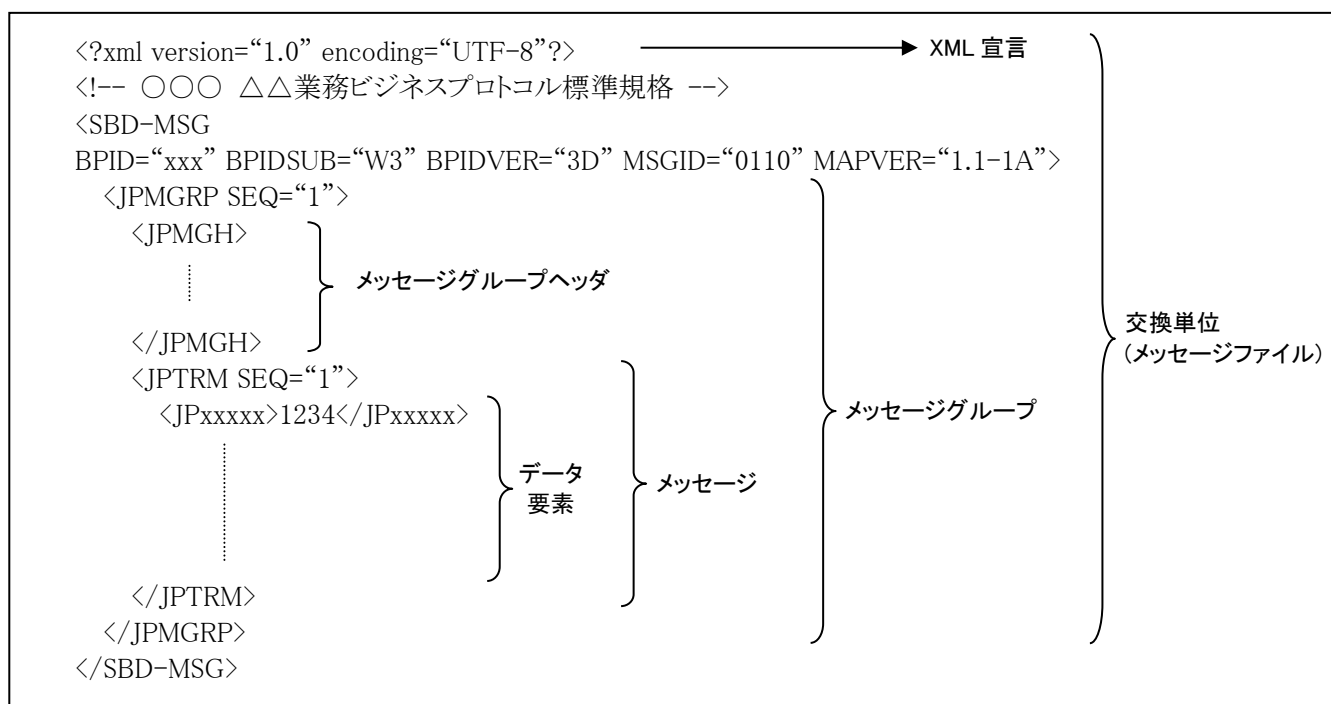 <?xml version=“1.0” encoding=“UTF-8”?>
XML 宣言
<!-- ○○○ △△業務ビジネスプロトコル標準規格 -->
<SBD-MSG
BPID=“xxx” BPIDSUB=“W3” BPIDVER=“3D” MSGID=“0110” MAPVER=“1.1-1A”>
<JPMGRP SEQ=“1”>
<JPMGH>
メッセージグループヘッダ
</JPMGH>
交換単位
(メッセージファイル)
<JPTRM SEQ=“1”>
<JPxxxxx>1234</JPxxxxx>
メッセージグループ
データ
要素
メッセージ
</JPTRM>
</JPMGRP>
</SBD-MSG>